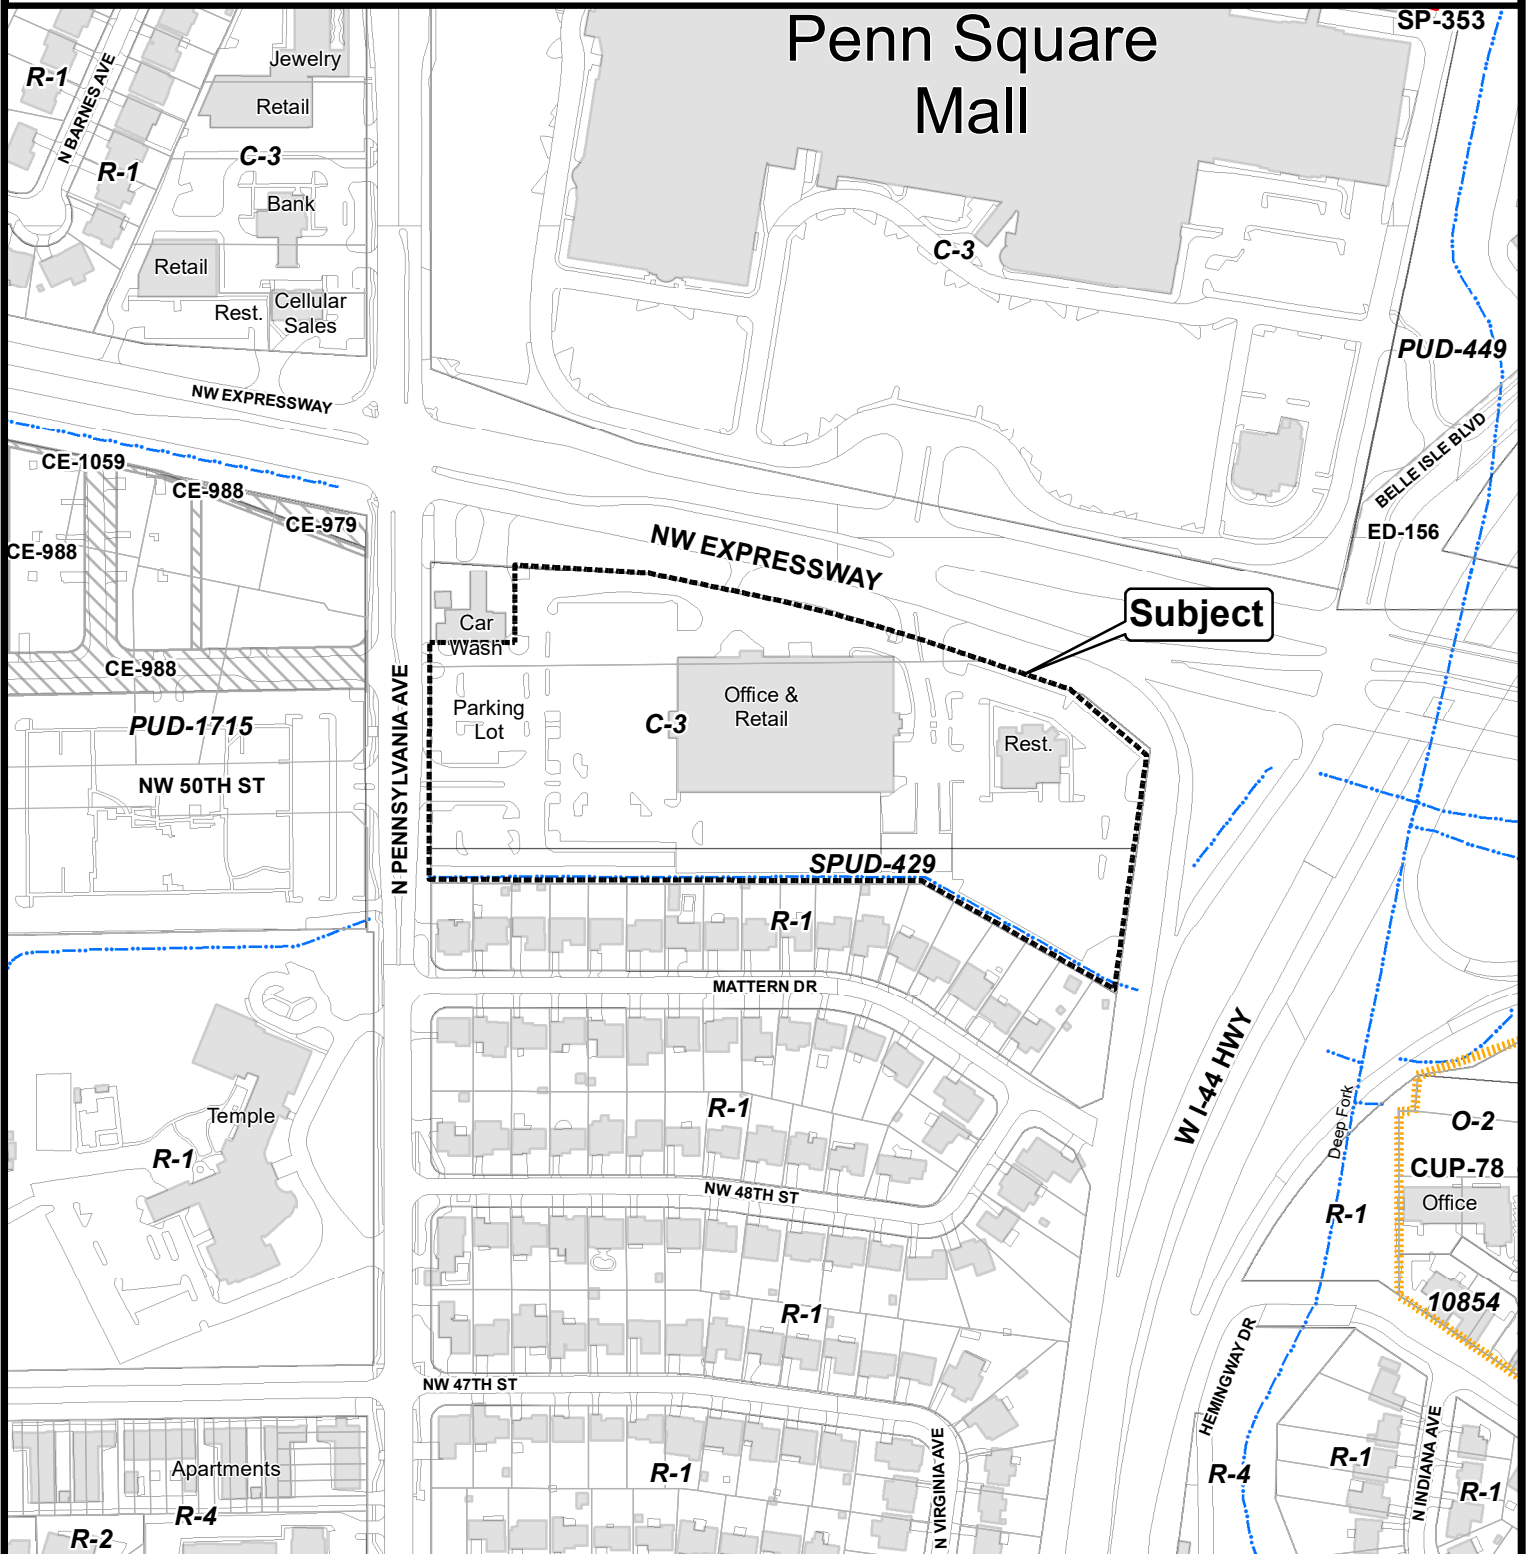 Penn Square
Mall
SP-353
Jewelry
R-1
Retail
N BARNES AVE
C-3
R-1
Bank
C-3
Retail
Cellular
Sales
Rest.
PUD-449
NW EXPRESSWAY
BELLE ISLE BLVD
CE-1059
CE-988
CE-979
ED-156
CE-988
NW EXPRESSWAY
Subject
Car
Wash
CE-988
N PENNSYLVANIA AVE
Parking
Lot
Office &
Retail
C-3
PUD-1715
Rest.
NW 50TH ST
SPUD-429
R-1
MATTERN DR
W I-44 HWY
Deep Fork
Temple
R-1
O-2
R-1
CUP-78
Office
NW 48TH ST
R-1
10854
R-1
HEMINGWAY DR
NW 47TH ST
N VIRGINIA AVE
N INDIANA AVE
R-1
Apartments
R-1
R-4
R-1
R-4
R-2